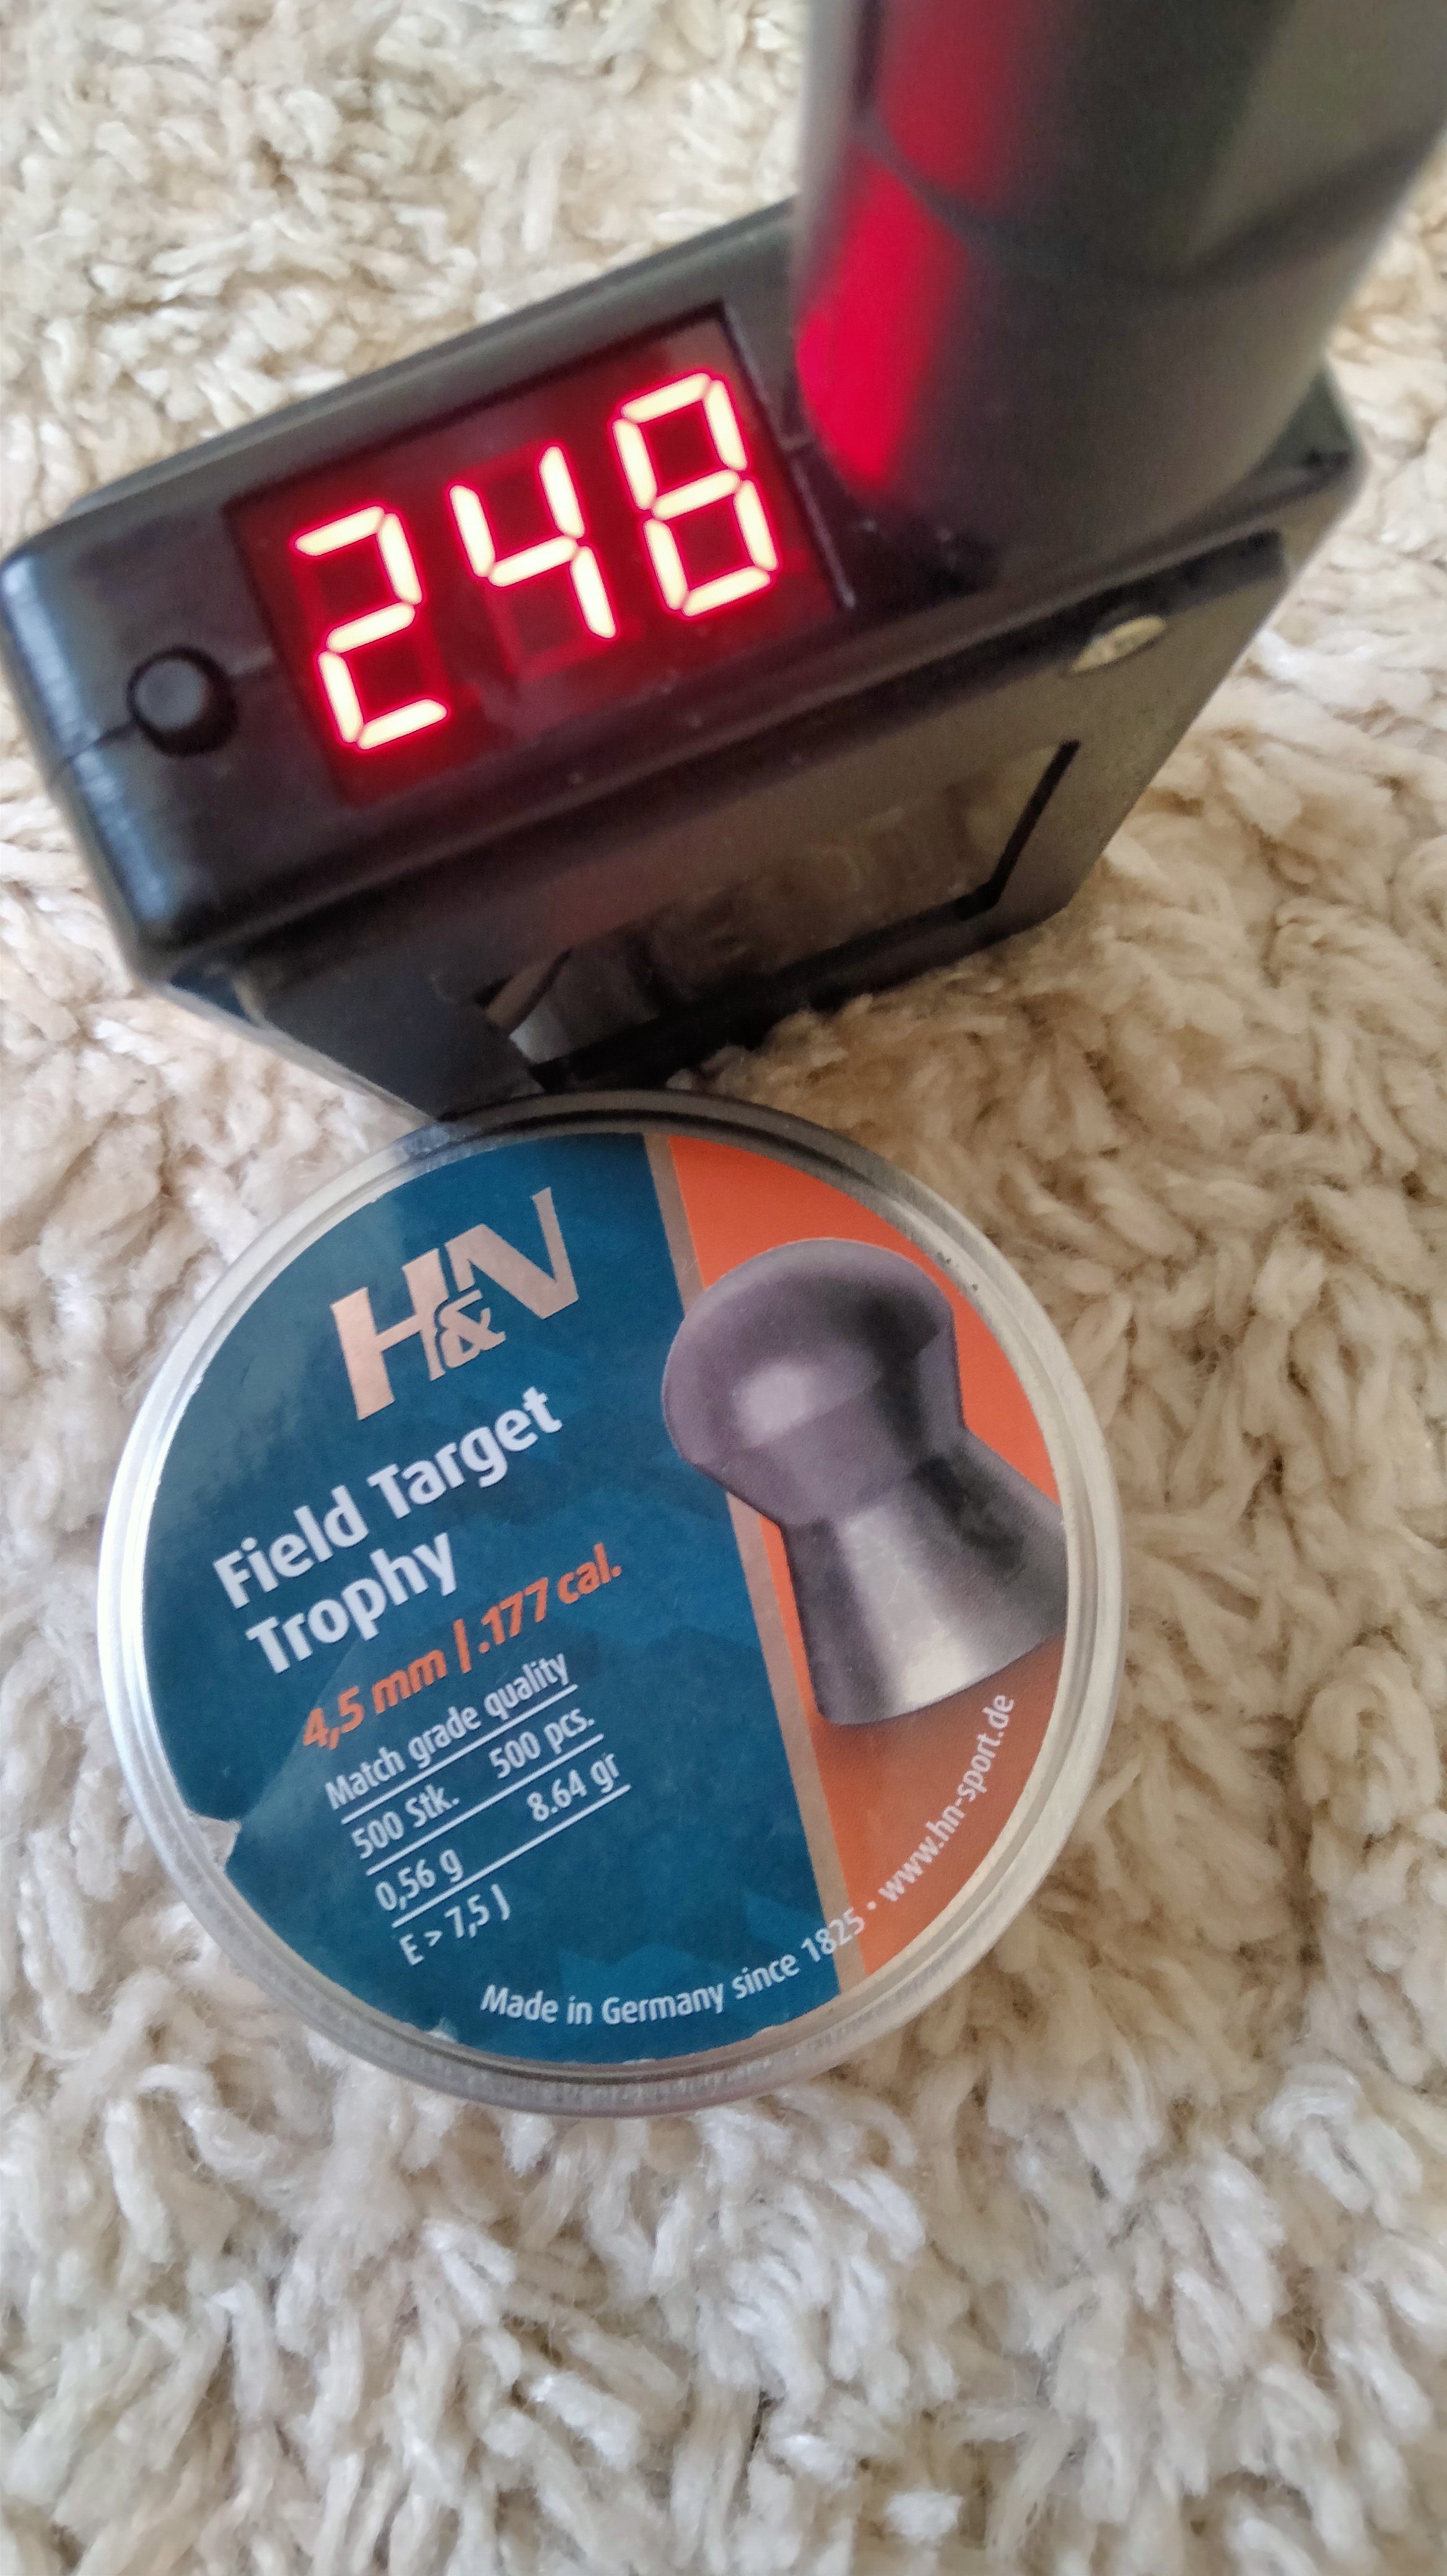 248
H&N
Field Target
Trophy
4,5 mm | .177 cal.
Match grade quality
500 Stk. 500 pcs.
0,56 g 8.64 gr
E > 7,5 J
Made in Germany since 1825 • www.hn-sport.de